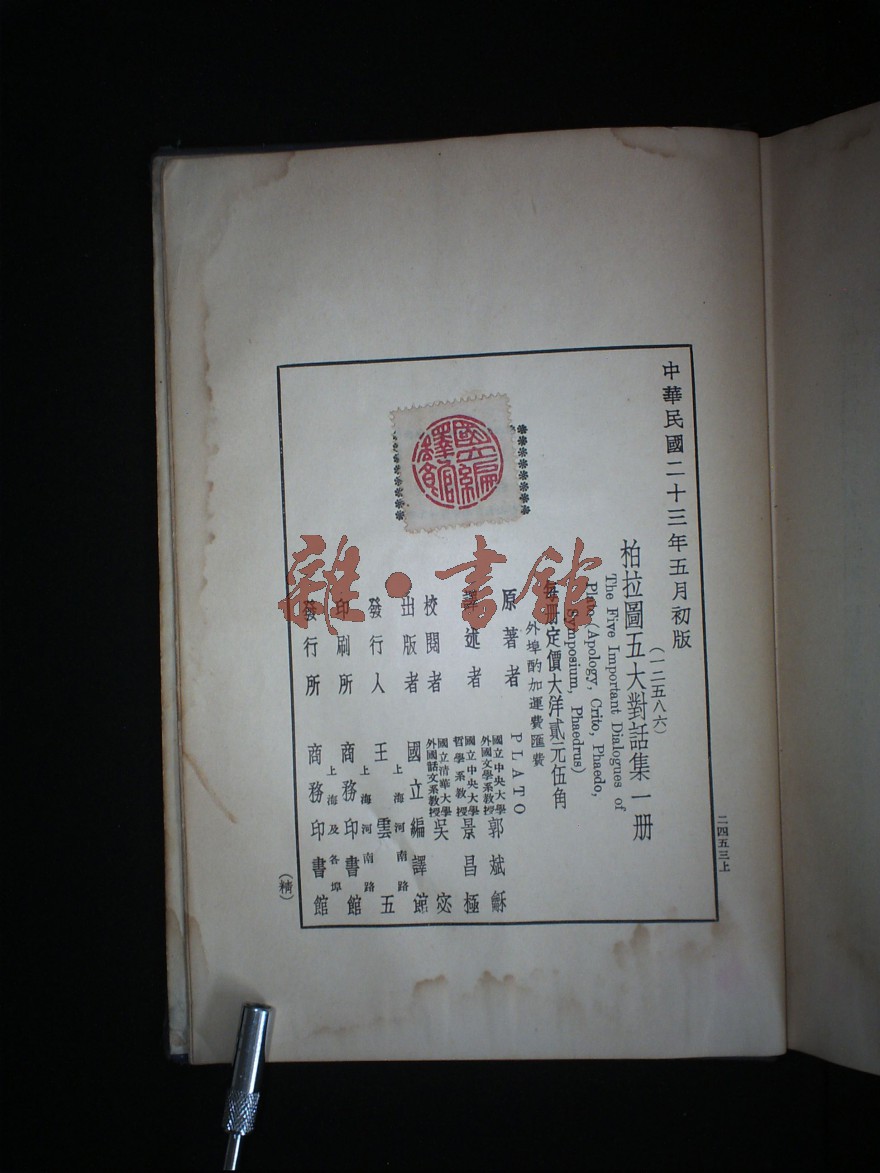 中華民國二十三年五月初版
(一二五八六)
柏拉圖五大對話集一册
The Five Important Dialogues of
Plato (Apology, Crito, Phaedo,
Symposium, Phaedrus)
每册定價大洋貳元伍角
外埠酌加運費匯費
原著者 PLATO
譯述者 國立中央大學外國文學系教授 郭斌龢
國立中央大學哲學系教授 景昌極
校閱者 國立清華大學外國語文系教授 吳宓
出版者 國立編譯館
發行人 王雲五
上海河南路
印刷所 商務印書館
上海河南路
發行所 商務印書館
上海及各埠
(精)
二四五三上
國立編譯館
雜·書館